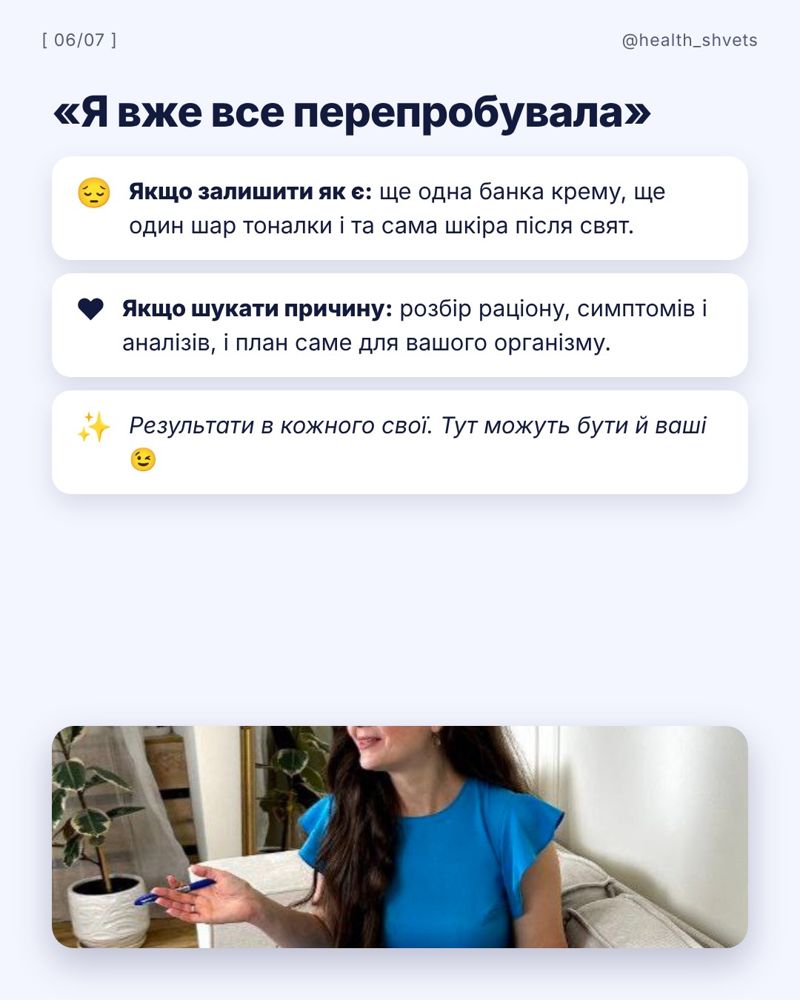 [ 06/07 ]
@health_shvets
«Я вже все перепробувала»
😔 Якщо залишити як є: ще одна банка крему, ще
один шар тоналки і та сама шкіра після свят.
♥ Якщо шукати причину: розбір раціону, симптомів і
аналізів, і план саме для вашого організму.
✨ Результати в кожного свої. Тут можуть бути й ваші
😉